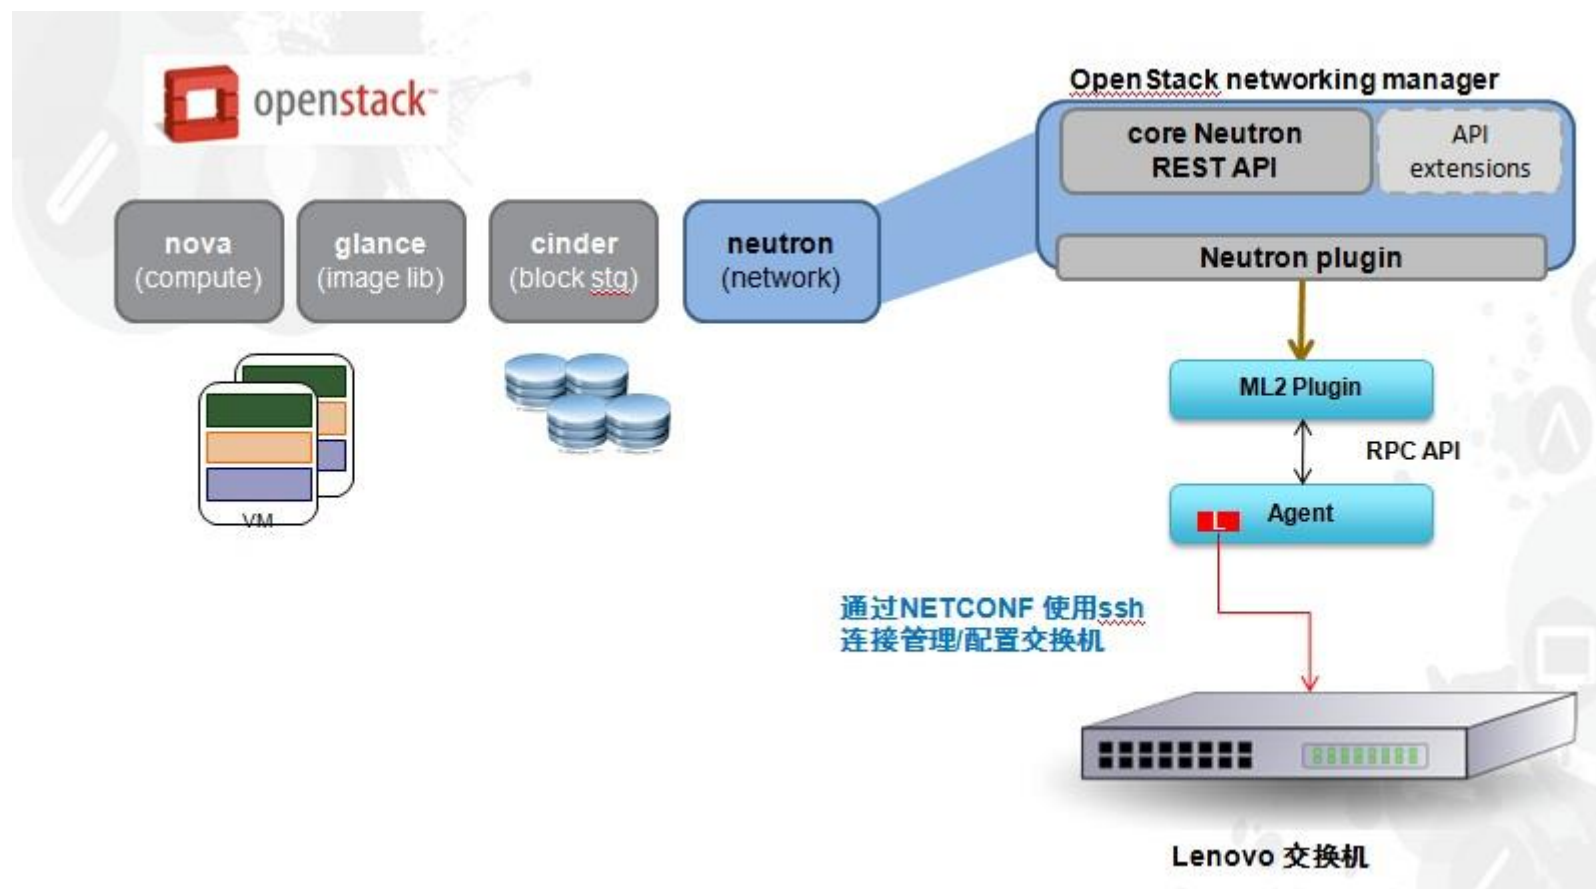 openstack™
OpenStack networking manager
core Neutron
REST API
API
extensions
Neutron plugin
nova
(compute)
glance
(image lib)
cinder
(block stg)
neutron
(network)
VM
ML2 Plugin
RPC API
Agent
L
通过NETCONF 使用ssh
连接管理/配置交换机
Lenovo 交换机